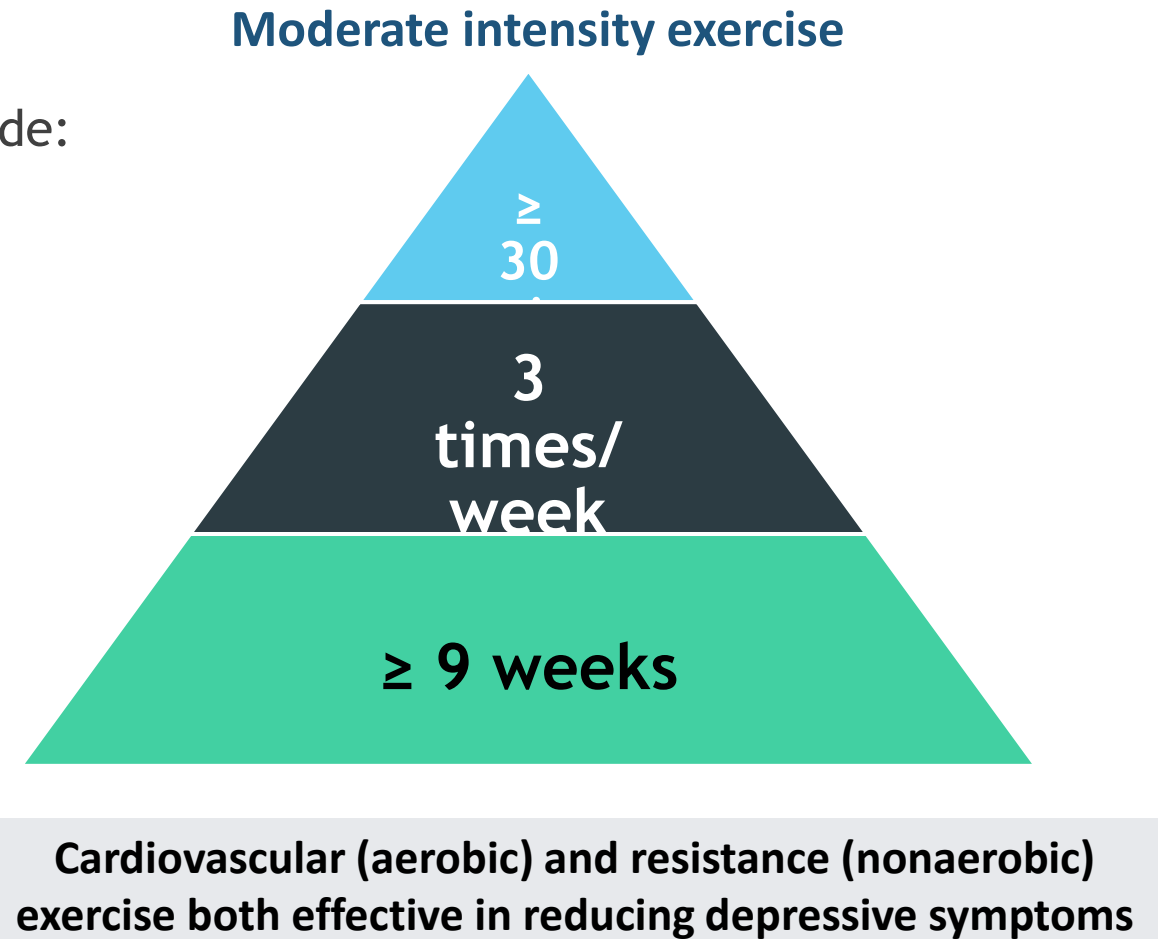 Moderate intensity exercise
de:
≥
30
3
times/
week
≥ 9 weeks
Cardiovascular (aerobic) and resistance (nonaerobic)
exercise both effective in reducing depressive symptoms